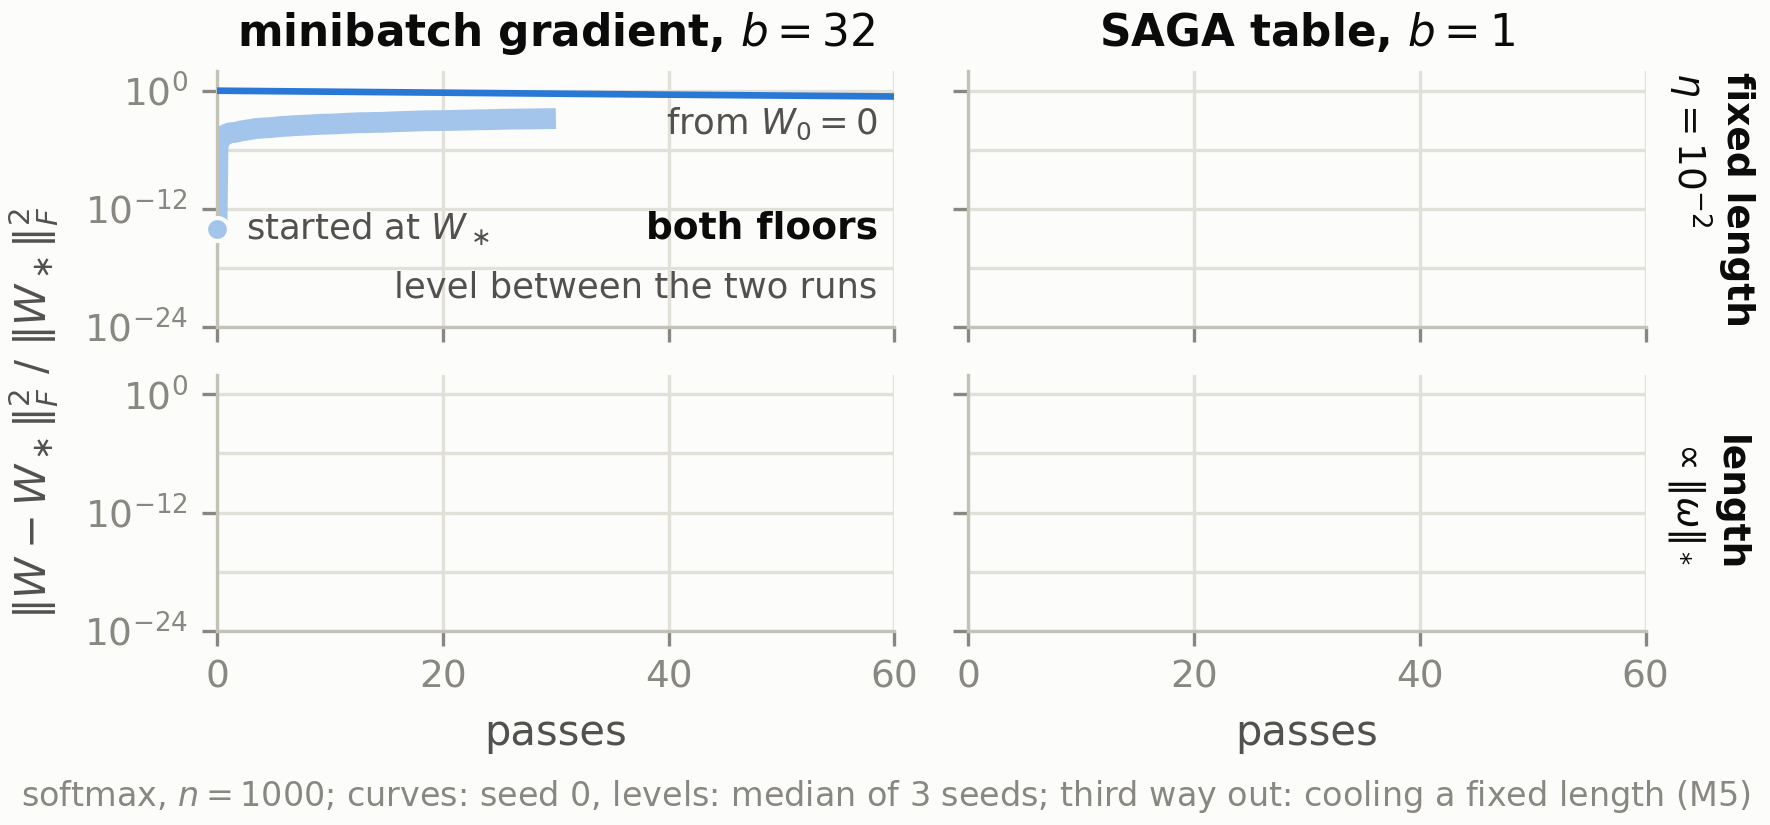 minibatch gradient, b = 32
SAGA table, b = 1
10^0
10^{-12}
10^{-24}
from W_0 = 0
started at W_*
both floors
level between the two runs
fixed length
η = 10^{-2}
‖W − W_*‖_F^2 / ‖W_*‖_F^2
10^0
10^{-12}
10^{-24}
length
∝ ‖ω‖_*
0 20 40 60
0 20 40 60
passes
passes
softmax, n = 1000; curves: seed 0, levels: median of 3 seeds; third way out: cooling a fixed length (M5)